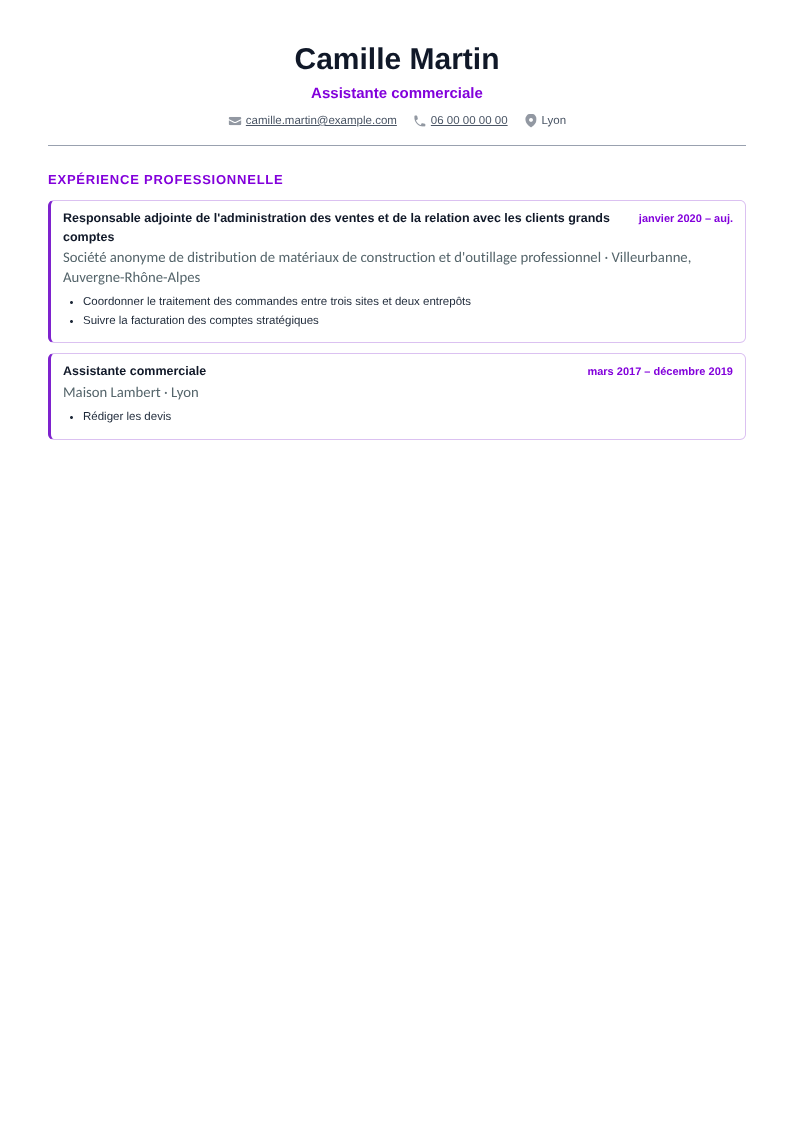 Camille Martin
Assistante commerciale
camille.martin@example.com 06 00 00 00 00 Lyon
EXPÉRIENCE PROFESSIONNELLE
Responsable adjointe de l'administration des ventes et de la relation avec les clients grands janvier 2020 – auj.
comptes
Société anonyme de distribution de matériaux de construction et d'outillage professionnel · Villeurbanne,
Auvergne-Rhône-Alpes
• Coordonner le traitement des commandes entre trois sites et deux entrepôts
• Suivre la facturation des comptes stratégiques
Assistante commerciale mars 2017 – décembre 2019
Maison Lambert · Lyon
• Rédiger les devis